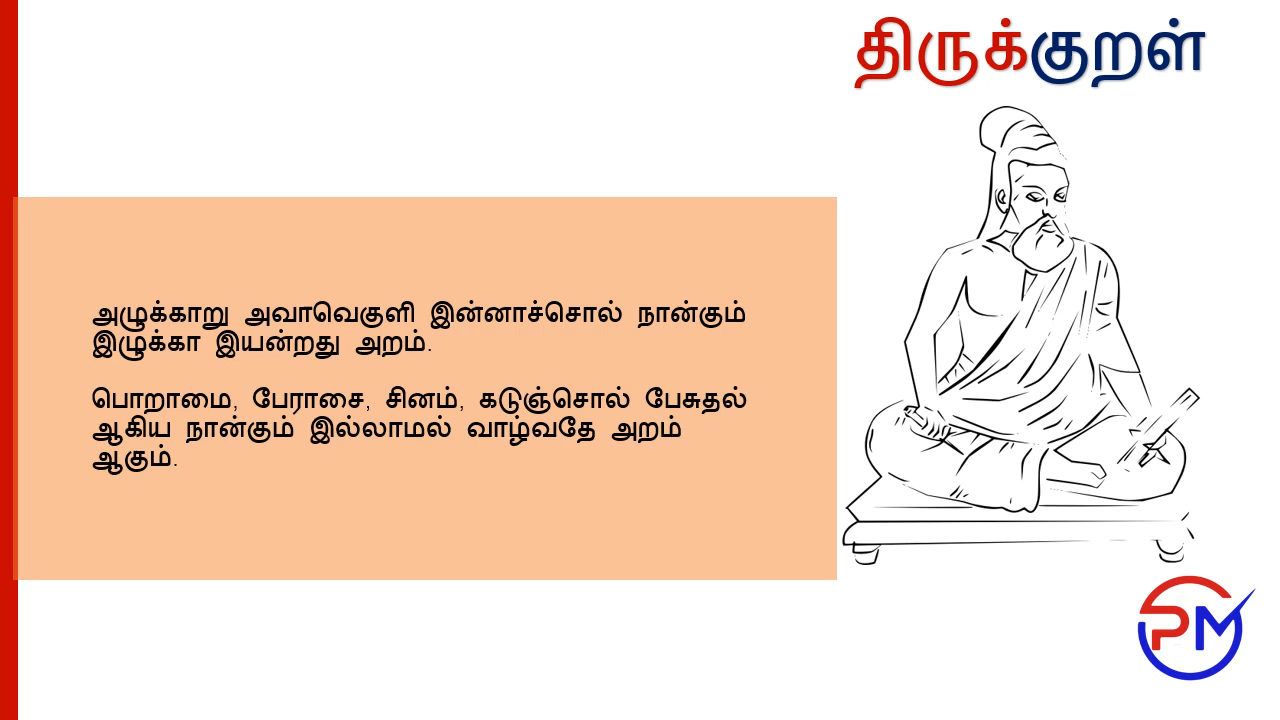 திருக்குறள்
அழுக்காறு அவாவெகுளி இன்னாச்சொல் நான்கும்
இழுக்கா இயன்றது அறம்.
பொறாமை, பேராசை, சினம், கடுஞ்சொல் பேசுதல்
ஆகிய நான்கும் இல்லாமல் வாழ்வதே அறம்
ஆகும்.
PM